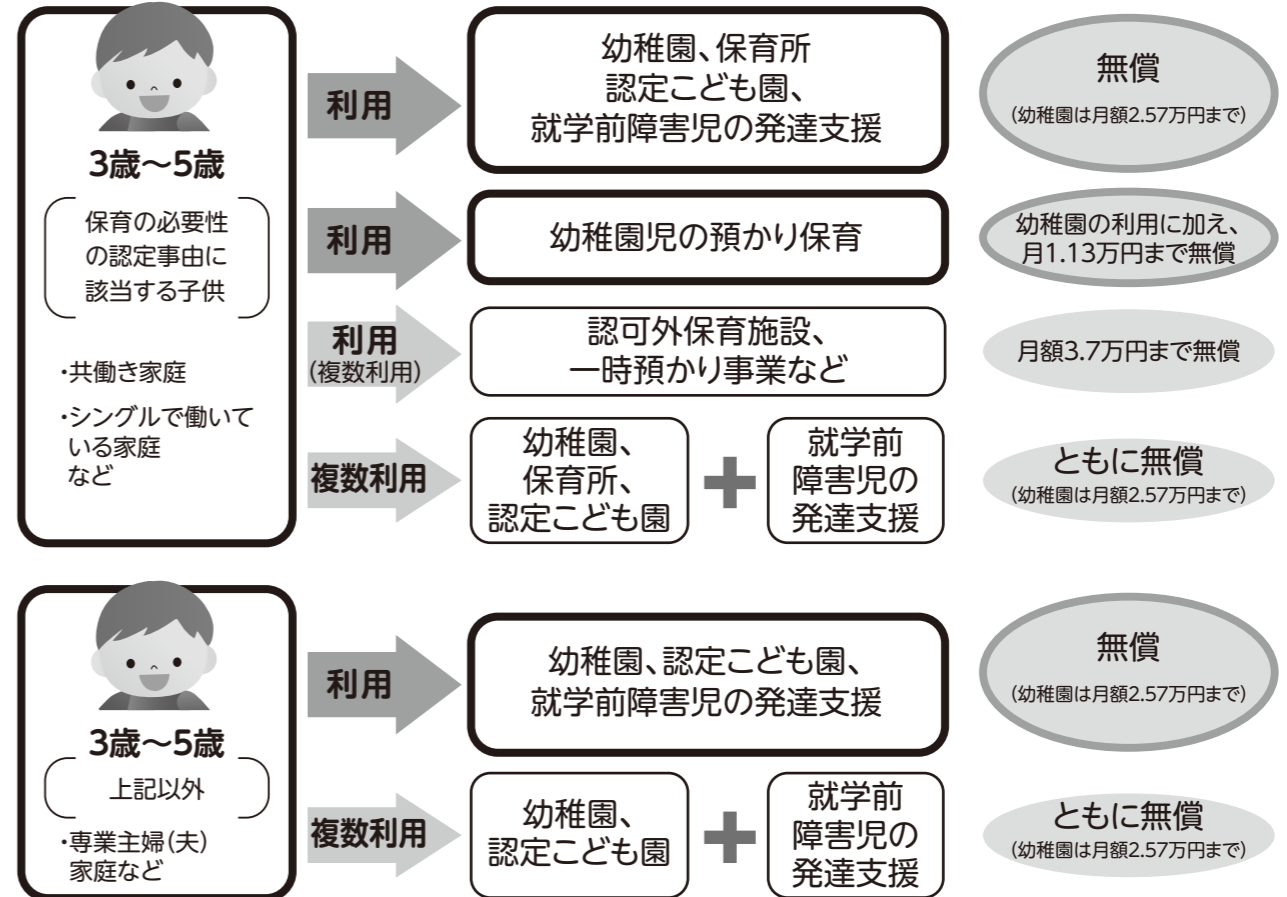 3歳～5歳
保育の必要性
の認定事由に
該当する子供
・共働き家庭
・シングルで働いて
いる家庭
など
利用
幼稚園、保育所
認定こども園、
就学前障害児の発達支援
無償
(幼稚園は月額2.57万円まで)
利用
幼稚園児の預かり保育
幼稚園の利用に加え、
月1.13万円まで無償
利用
(複数利用)
認可外保育施設、
一時預かり事業など
月額3.7万円まで無償
複数利用
幼稚園、
保育所、
認定こども園
+
就学前
障害児の
発達支援
ともに無償
(幼稚園は月額2.57万円まで)
3歳～5歳
上記以外
・専業主婦(夫)
家庭など
利用
幼稚園、認定こども園、
就学前障害児の発達支援
無償
(幼稚園は月額2.57万円まで)
複数利用
幼稚園、
認定こども園
+
就学前
障害児の
発達支援
ともに無償
(幼稚園は月額2.57万円まで)